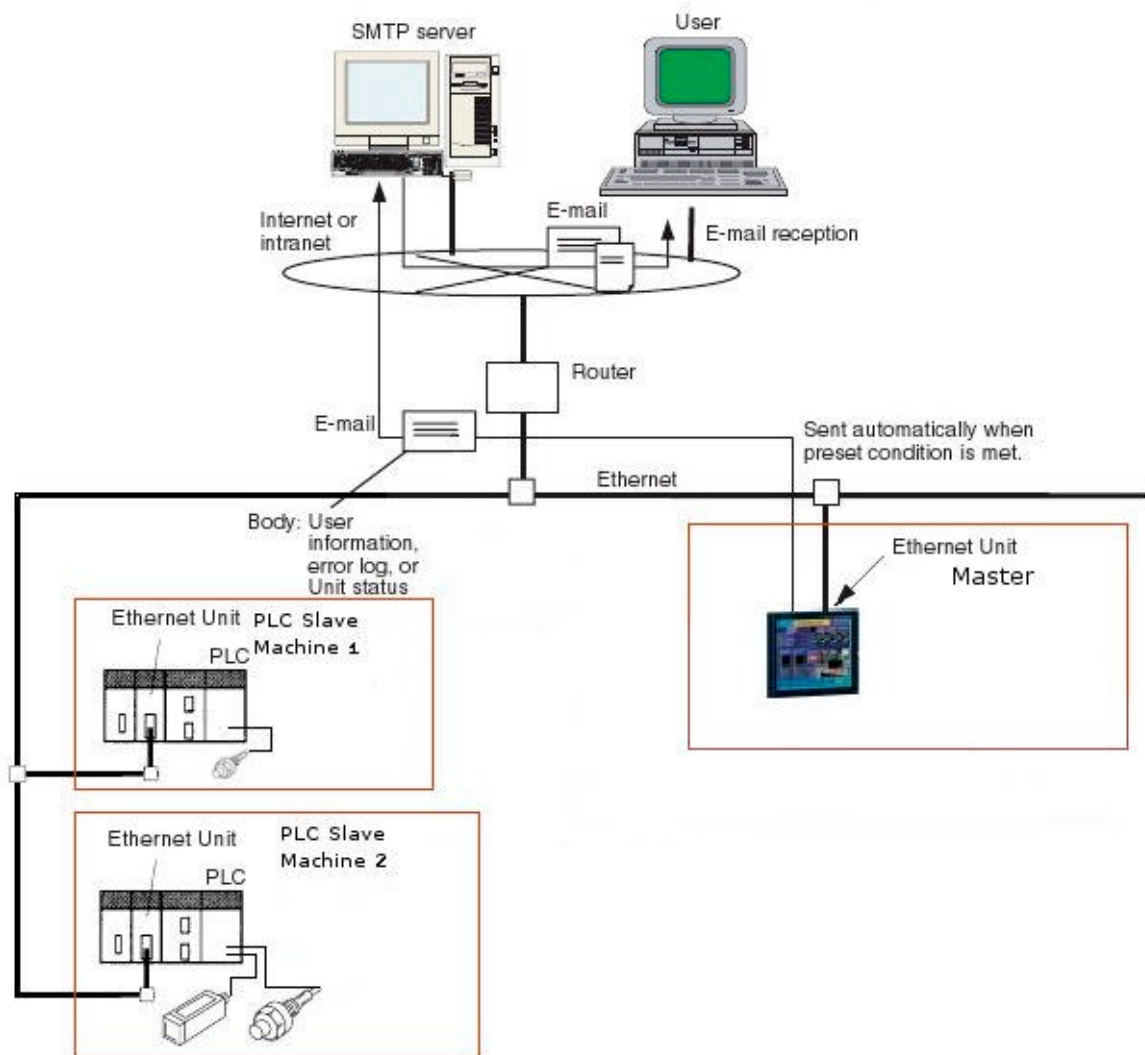 SMTP server
User
E-mail
Internet or
intranet
E-mail reception
Router
E-mail
Sent automatically when
preset condition is met.
Ethernet
Body: User
information,
error log, or
Unit status
Ethernet Unit
Master
Ethernet Unit
PLC Slave
Machine 1
PLC
Ethernet Unit
PLC Slave
Machine 2
PLC